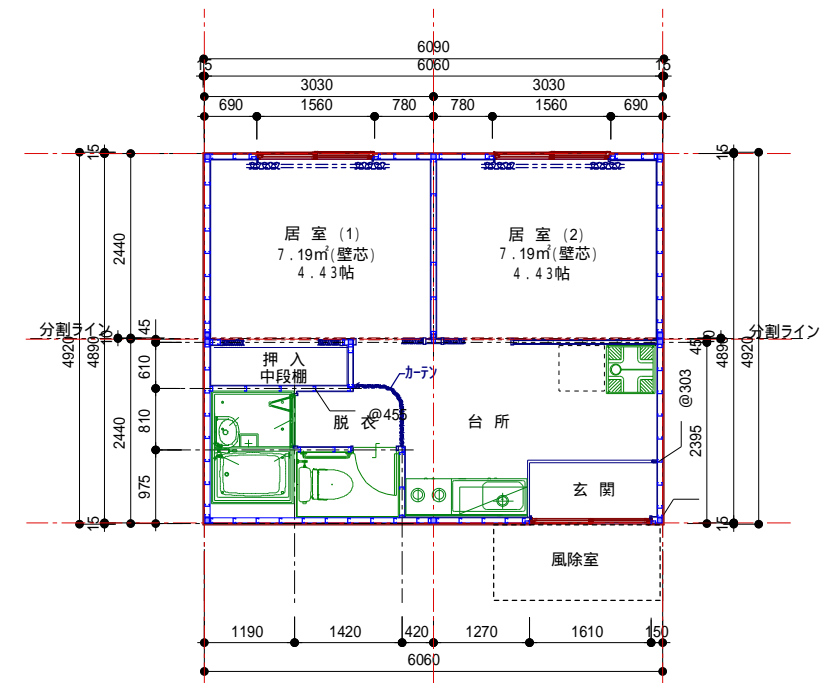 6090
15 6060 15
3030 3030
690 1560 780 780 1560 690
15 15
居 室 (1)
7.19㎡(壁芯)
4.43帖
居 室 (2)
7.19㎡(壁芯)
4.43帖
2440 2440
分割ライン 分割ライン
4920 4890 10 45 45 4890 4920
押 入
中段棚
カーテン
610
@303
脱 衣
@455
台 所
810
2440
2395
玄 関
975
15 15
風除室
1190 1420 420 1270 1610 150
6060